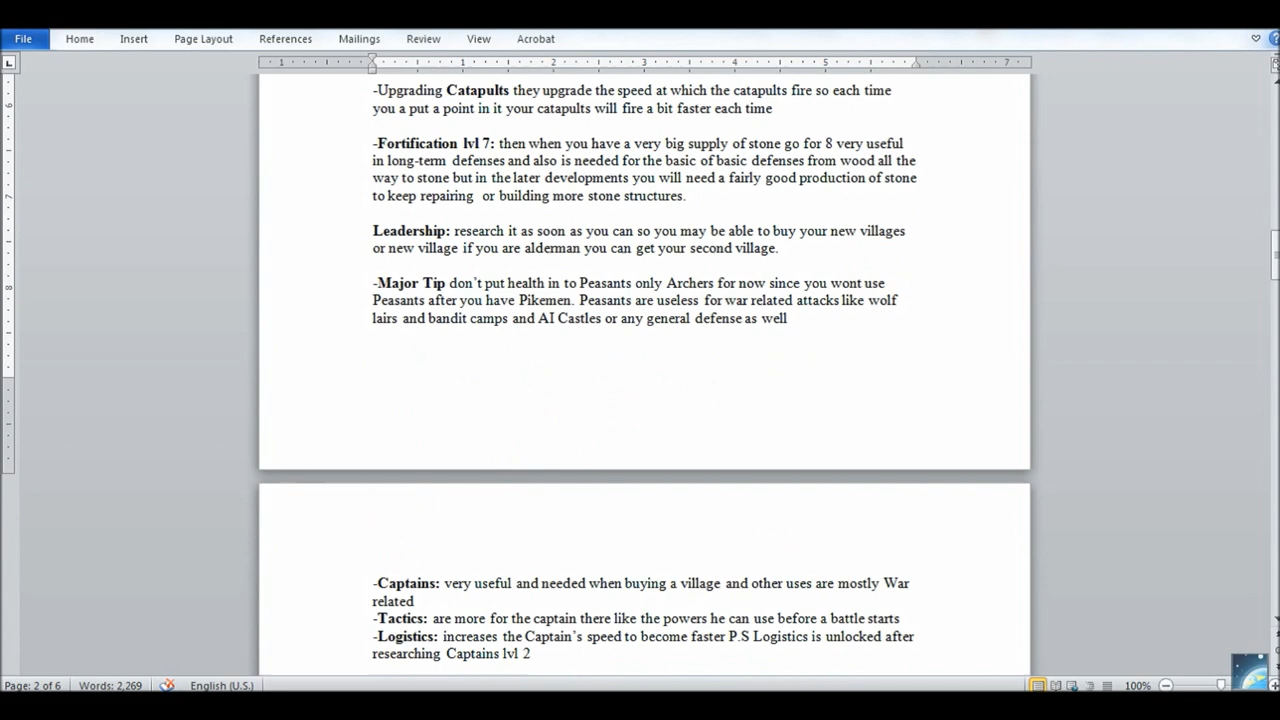 File Home Insert Page Layout References Mailings Review View Acrobat
1 1 2 3 4 5 7
-Upgrading Catapults they upgrade the speed at which the catapults fire so each time
you a put a point in it your catapults will fire a bit faster each time
-Fortification lvl 7: then when you have a very big supply of stone go for 8 very useful
in long-term defenses and also is needed for the basic of basic defenses from wood all the
way to stone but in the later developments you will need a fairly good production of stone
to keep repairing or building more stone structures.
Leadership: research it as soon as you can so you may be able to buy your new villages
or new village if you are alderman you can get your second village.
-Major Tip don't put health in to Peasants only Archers for now since you wont use
Peasants after you have Pikemen. Peasants are useless for war related attacks like wolf
lairs and bandit camps and AI Castles or any general defense as well
-Captains: very useful and needed when buying a village and other uses are mostly War
related
-Tactics: are more for the captain there like the powers he can use before a battle starts
-Logistics: increases the Captain's speed to become faster P.S Logistics is unlocked after
researching Captains lvl 2
6
7
8
Page: 2 of 6 Words: 2,269 English (U.S.) 100%